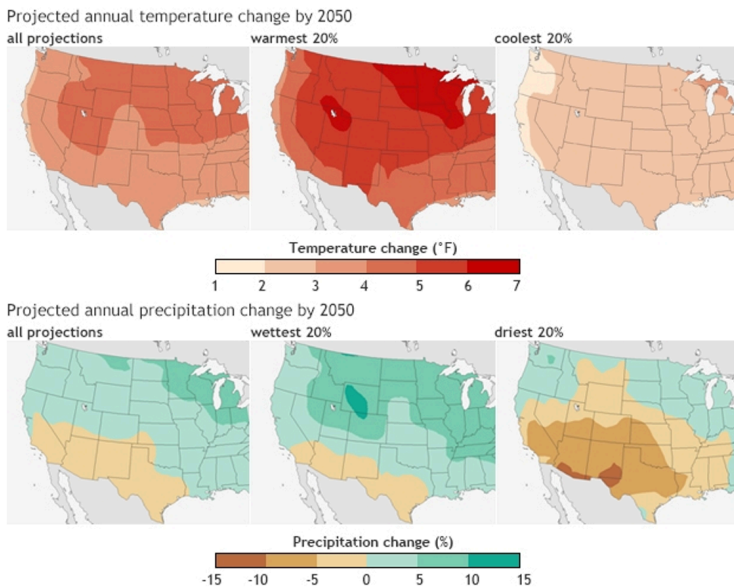 Projected annual temperature change by 2050
all projections
warmest 20%
coolest 20%
Temperature change (°F)
1 2 3 4 5 6 7
Projected annual precipitation change by 2050
all projections
wettest 20%
driest 20%
Precipitation change (%)
-15 -10 -5 0 5 10 15